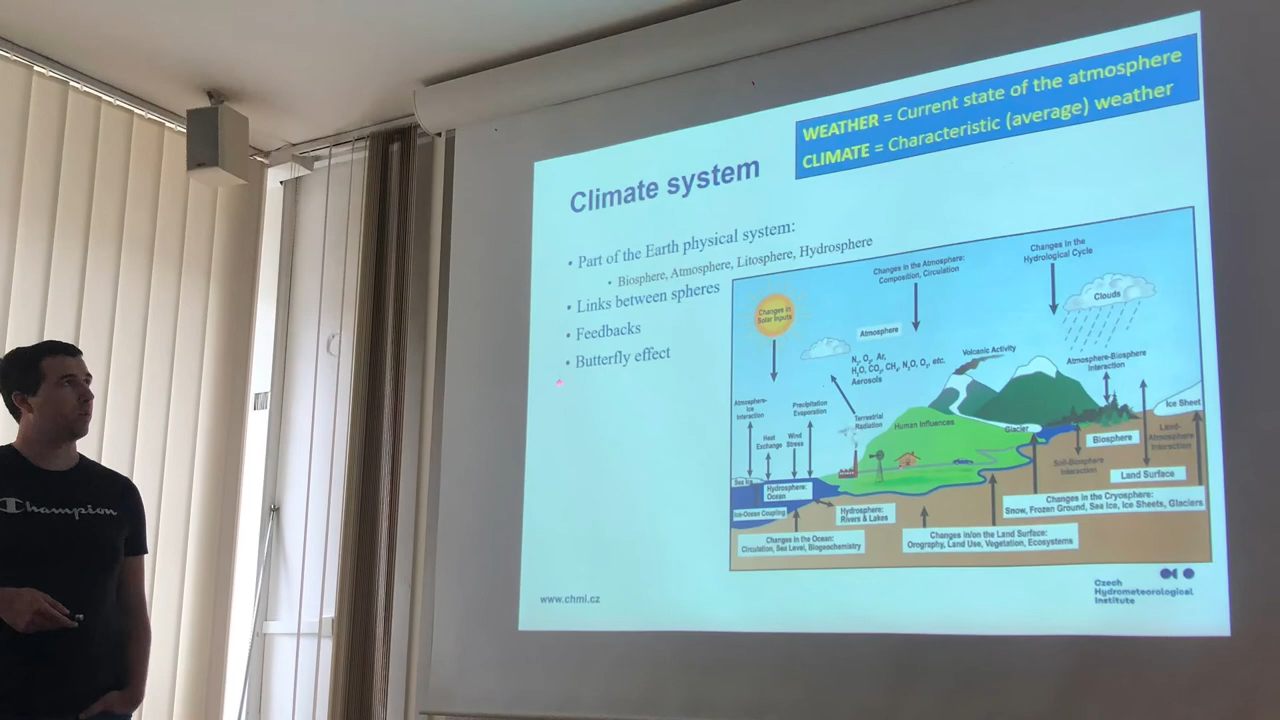 WEATHER = Current state of the atmosphere
CLIMATE = Characteristic (average) weather
Climate system
• Part of the Earth physical system:
• Biosphere, Atmosphere, Litosphere, Hydrosphere
• Links between spheres
• Feedbacks
• Butterfly effect
Changes in the Atmosphere:
Composition, Circulation
Changes in the
Hydrological Cycle
Changes in
Solar Inputs
Clouds
Atmosphere
N₂, O₂, Ar,
H₂O, CO₂, CH₄, N₂O, O₃, etc.
Aerosols
Volcanic Activity
Atmosphere-Biosphere
Interaction
Atmosphere-
Ice
Interaction
Precipitation
Evaporation
Terrestrial
Radiation
Heat
Exchange
Wind
Stress
Human Influences
Glacier
Ice Sheet
Biosphere
Land-
Atmosphere
Interaction
Soil-Biosphere
Interaction
Land Surface
Sea Ice
Hydrosphere:
Ocean
Ice-Ocean Coupling
Hydrosphere:
Rivers & Lakes
Changes in the Cryosphere:
Snow, Frozen Ground, Sea Ice, Ice Sheets, Glaciers
Changes in the Ocean:
Circulation, Sea Level, Biogeochemistry
Changes in/on the Land Surface:
Orography, Land Use, Vegetation, Ecosystems
www.chmi.cz
Czech
Hydrometeorological
Institute
Champion